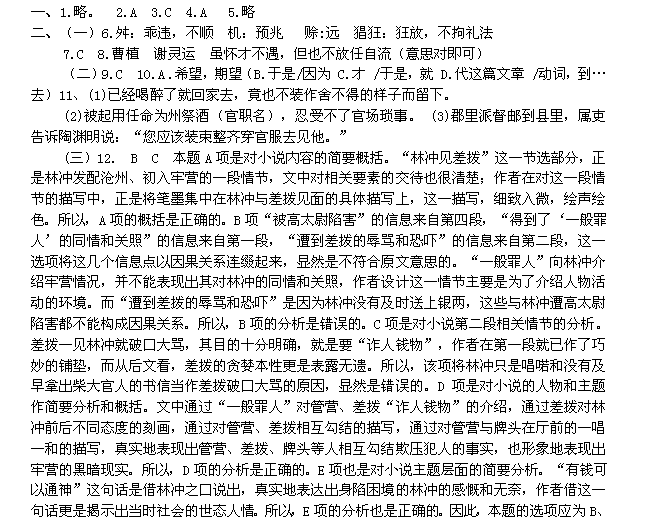 一、1.略。 2.A 3.C 4.A 5.略
二、（一）6.舛：乖违，不顺 机：预兆 赊:远 猖狂：狂放，不拘礼法
7.C 8.曹植 谢灵运 虽怀才不遇，但也不放任自流（意思对即可）
（二）9.C 10.A.希望，期望（B.于是/因为 C.才 /于是，就 D.代这篇文章 /动词，到…
去）11、(1)已经喝醉了就回家去，竟也不装作舍不得的样子而留下。
(2)被起用任命为州祭酒（官职名），忍受不了官场琐事。 (3)郡里派督邮到县里，属吏
告诉陶渊明说：“您应该装束整齐穿官服去见他。”
（三）12. B C 本题A项是对小说内容的简要概括。“林冲见差拨”这一节选部分，正
是林冲发配沧州、初入牢营的一段情节，文中对相关要素的交待也很清楚；作者在对这一段情
节的描写中，正是将笔墨集中在林冲与差拨见面的具体描写上，这一描写，细致入微，绘声绘
色。所以，A项的概括是正确的。B项“被高太尉陷害”的信息来自第四段，“得到了‘一般罪
人’的同情和关照”的信息来自第一段，“遭到差拨的辱骂和恐吓”的信息来自第二段，这一
选项将这几个信息点以因果关系连缀起来，显然是不符合原文意思的。“一般罪人”向林冲介
绍牢营情况，并不能表现出其对林冲的同情和关照，作者设计这一情节主要是为了介绍人物活
动的环境。而“遭到差拨的辱骂和恐吓”是因为林冲没有及时送上银两，这些与林冲遭高太尉
陷害都不能构成因果关系。所以，B项的分析是错误的。C项是对小说第二段相关情节的分析。
差拨一见林冲就破口大骂，其目的十分明确，就是要“诈人钱物”，作者在第一段就已作了巧
妙的铺垫，而从后文看，差拨的贪婪本性更是表露无遗。所以，该项将林冲只是唱喏和没有及
早拿出柴大官人的书信当作差拨破口大骂的原因，显然是错误的。D 项是对小说的人物和主题
作简要分析和概括。文中通过“一般罪人”对管营、差拨“诈人钱物”的介绍，通过差拨对林
冲前后不同态度的刻画，通过对管营、差拨相互勾结的描写，通过对管营与牌头在厅前的一唱
一和的描写，真实地表现出管营、差拨、牌头等人相互勾结欺压犯人的事实，也形象地表现出
牢营的黑暗现实。所以，D项的分析是正确的。E项也是对小说主题层面的简要分析。“有钱可
以通神”这句话是借林冲之口说出，真实地表达出身陷困境的林冲的感慨和无奈，作者借这一
句话更是揭示出当时社会的世态人情。所以，E项的分析也是正确的。因此，本题的选项应为B、